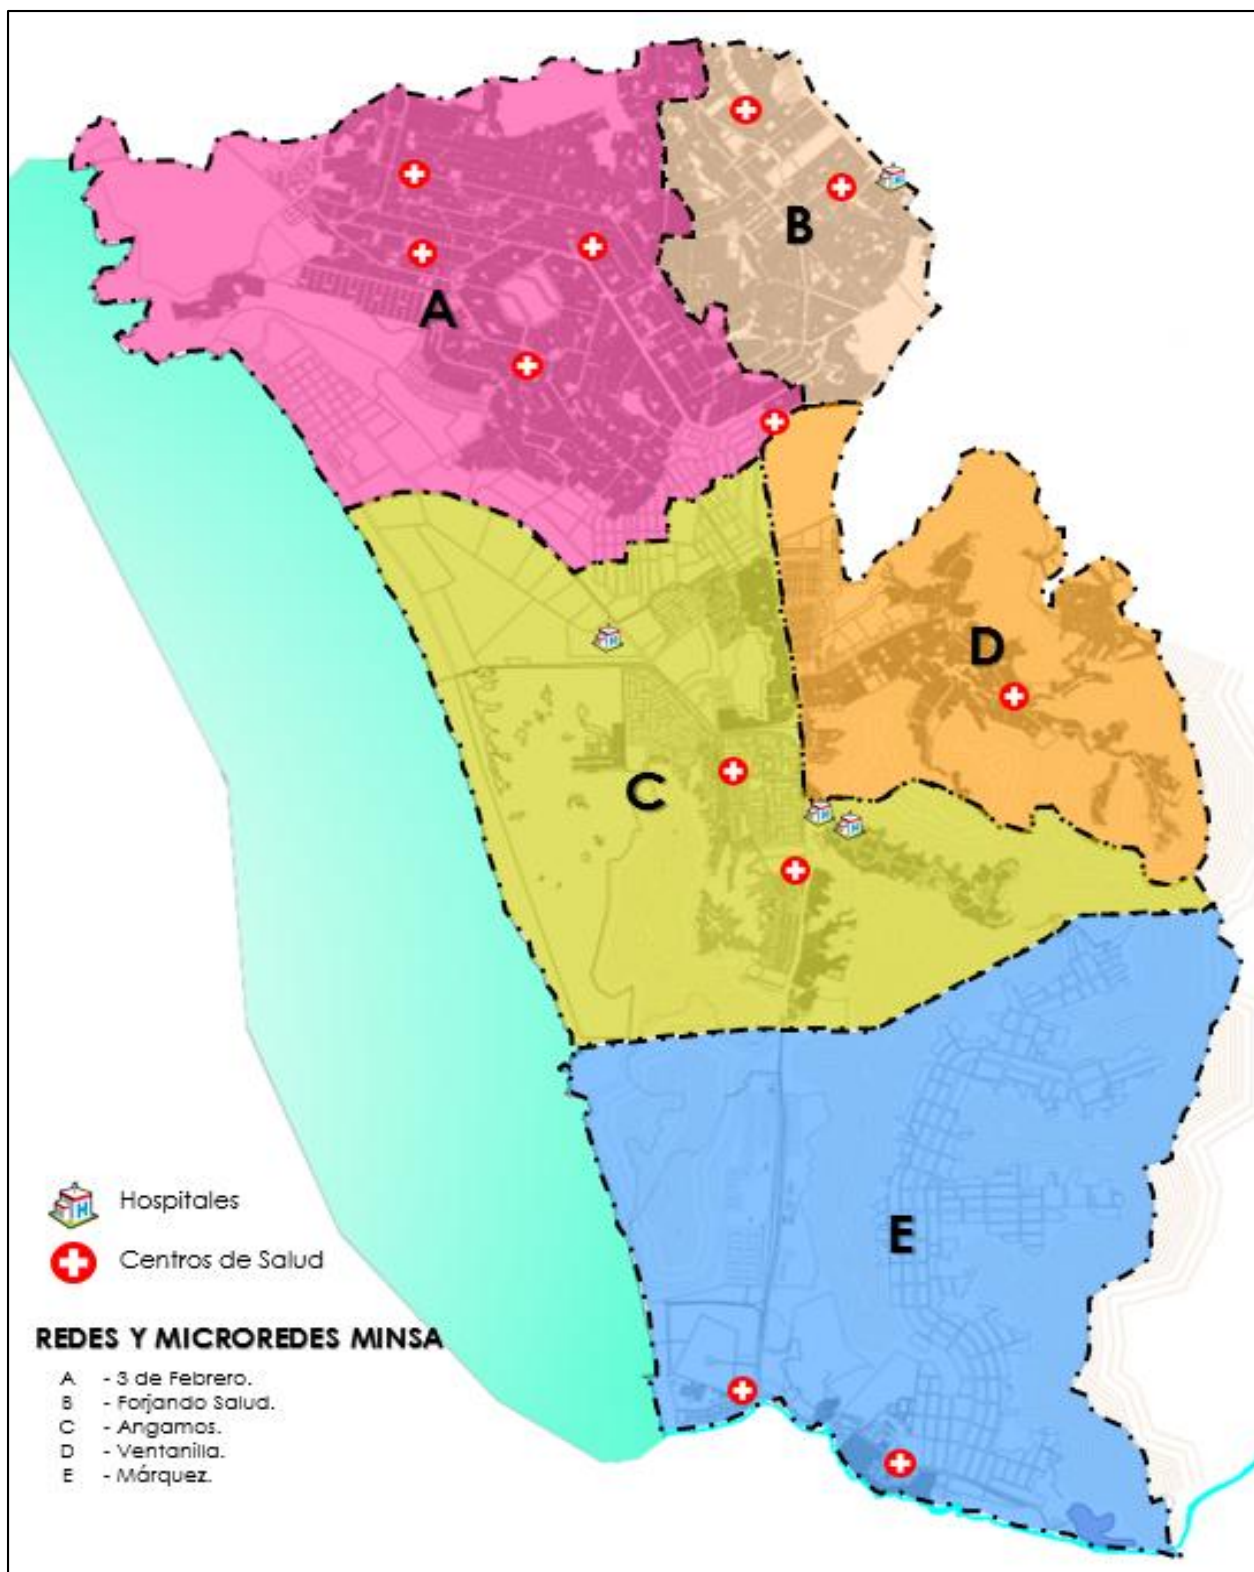 B
A
D
C
E
Hospitales
Centros de Salud
REDES Y MICROREDES MINSA
A - 3 de Febrero.
B - Forjando Salud.
C - Angamos.
D - Ventanilla.
E - Márquez.